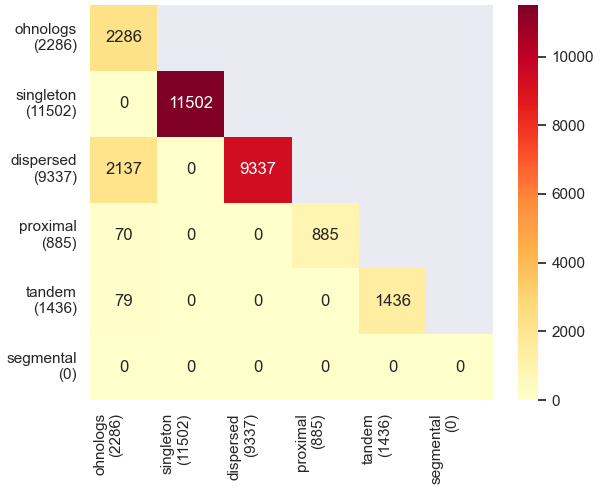 ohnologs
(2286)
2286
singleton
(11502)
0 11502
dispersed
(9337)
2137 0 9337
proximal
(885)
70 0 0 885
tandem
(1436)
79 0 0 0 1436
segmental
(0)
0 0 0 0 0 0
ohnologs
(2286)
singleton
(11502)
dispersed
(9337)
proximal
(885)
tandem
(1436)
segmental
(0)
10000
8000
6000
4000
2000
0